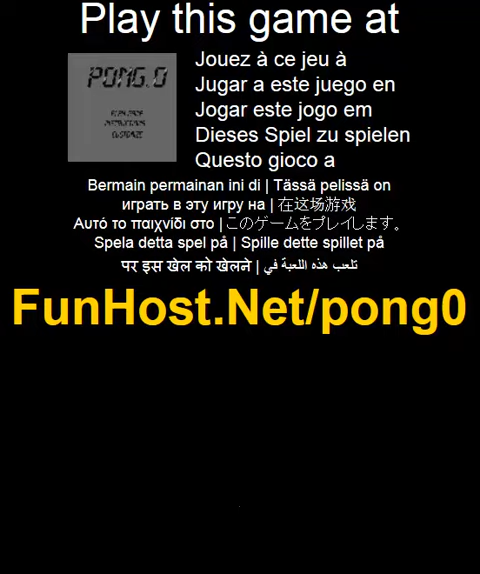 Play this game at
PONG.0
Jouez à ce jeu à
Jugar a este juego en
Jogar este jogo em
Dieses Spiel zu spielen
Questo gioco a
Bermain permainan ini di | Tässä pelissä on
играть в эту игру на | 在这场游戏
Αυτό το παιχνίδι στο | このゲームをプレイします。
Spela detta spel på | Spille dette spillet på
पर इस खेल को खेलने | تلعب هذه اللعبة في
FunHost.Net/pong0